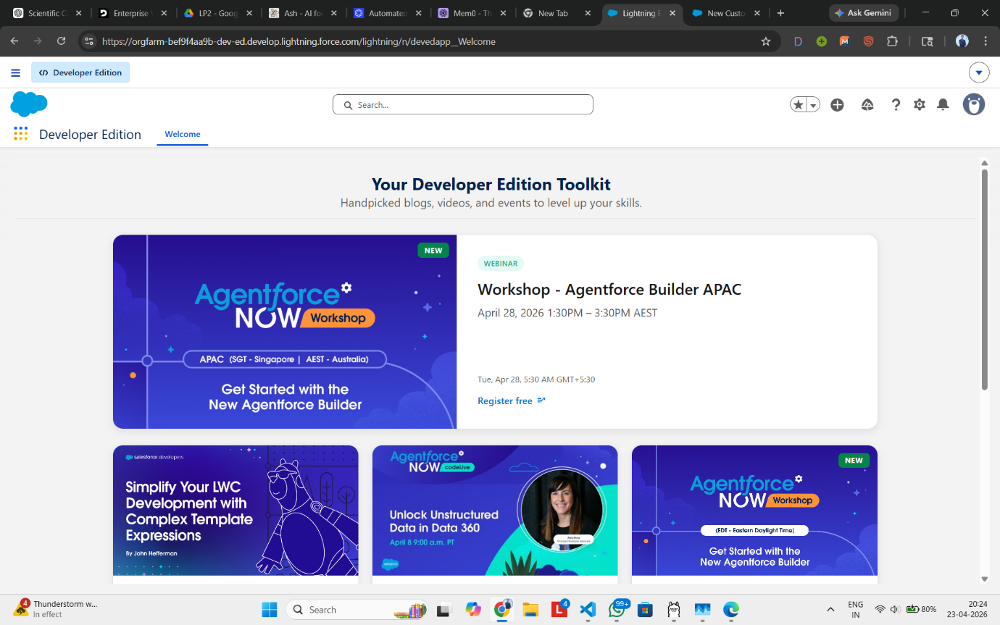 Scientific C
Enterprise
LP2 - Goog
Ash - AI fo
Automated
Mem0 - Th
New Tab
Lightning E
New Custo
Ask Gemini
https://orgfarm-bef9f4aa9b-dev-ed.develop.lightning.force.com/lightning/n/devedapp__Welcome
Developer Edition
Search...
Developer Edition
Welcome
Your Developer Edition Toolkit
Handpicked blogs, videos, and events to level up your skills.
NEW
Agentforce
NOW Workshop
APAC (SGT - Singapore | AEST - Australia)
Get Started with the
New Agentforce Builder
WEBINAR
Workshop - Agentforce Builder APAC
April 28, 2026 1:30PM – 3:30PM AEST
Tue, Apr 28, 5:30 AM GMT+5:30
Register free
salesforce developers
Simplify Your LWC
Development with
Complex Template
Expressions
By John Hefferman
Agentforce
NOW codeLive
Unlock Unstructured
Data in Data 360
April 8 9:00 a.m. PT
salesforce
NEW
Agentforce
NOW Workshop
(EDT - Eastern Daylight Time)
Get Started with the
New Agentforce Builder
4
Thunderstorm w...
In effect
Search
L
4
99+
ENG
IN
80%
20:24
23-04-2026